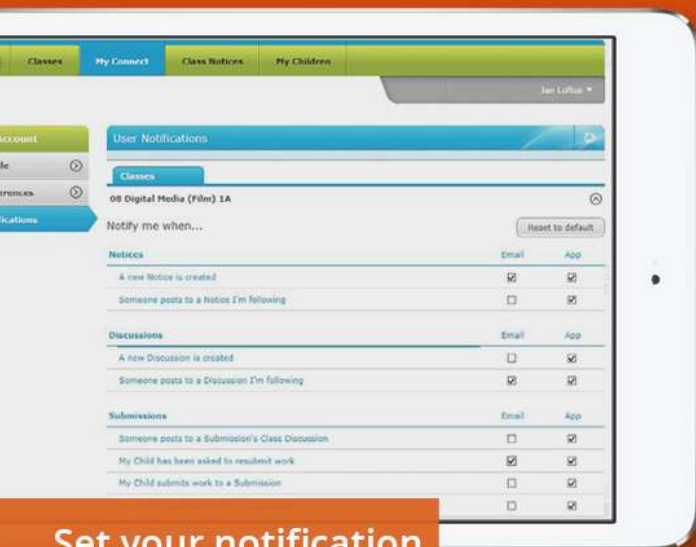 Classes My Connect Class Notices My Children
Jan Loftus
Account User Notifications
Classes
08 Digital Media (Film) 1A
Notify me when... Reset to default
Notices Email App
A new Notice is created
Someone posts to a Notice I'm following
Discussions Email App
A new Discussion is created
Someone posts to a Discussion I'm following
Submissions Email App
Someone posts to a Submission's Class Discussion
My Child has been asked to resubmit work
My Child submits work to a Submission
Set your notification